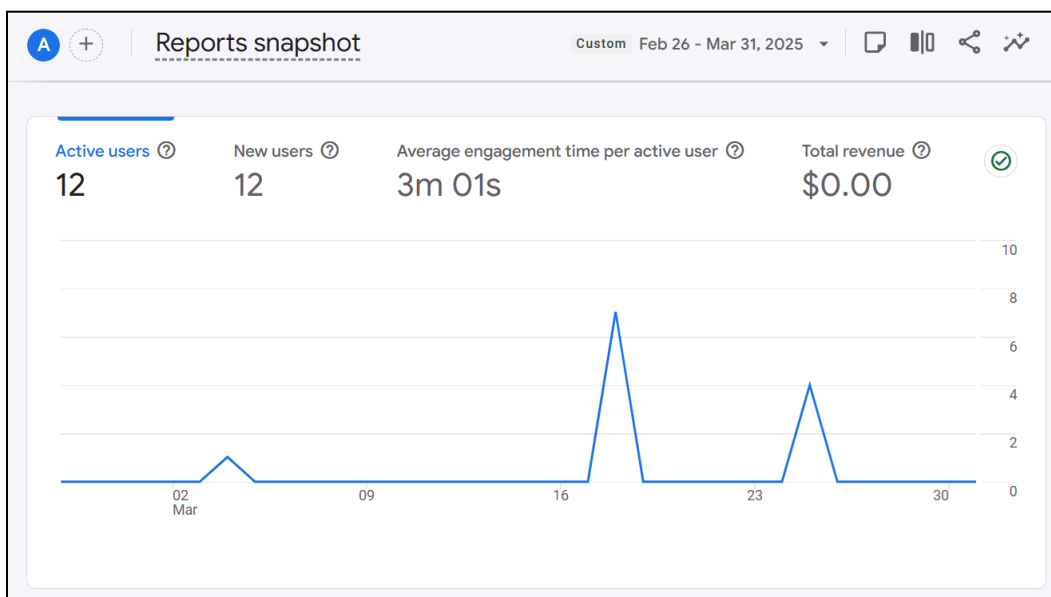 A + Reports snapshot Custom Feb 26 - Mar 31, 2025
Active users ? New users ? Average engagement time per active user ? Total revenue ?
12 12 3m 01s $0.00
10
8
6
4
2
0
02 09 16 23 30
Mar